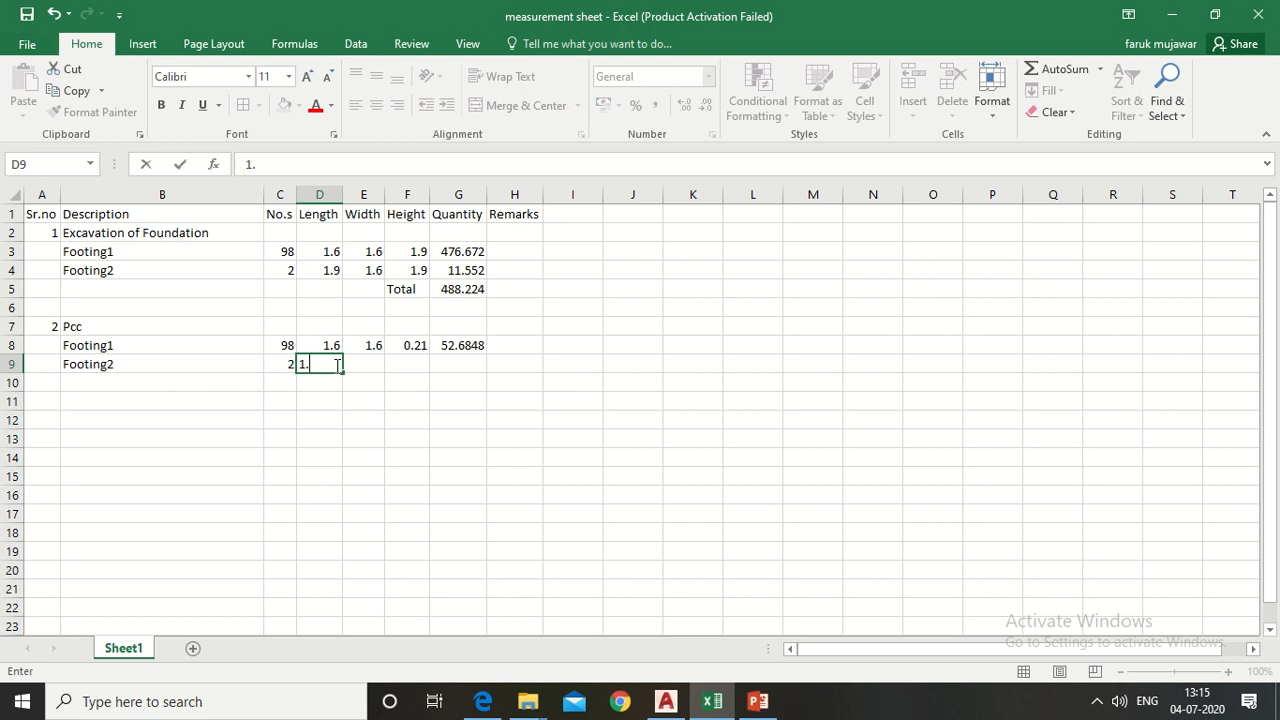 measurement sheet - Excel (Product Activation Failed)
File Home Insert Page Layout Formulas Data Review View Tell me what you want to do... faruk mujawar Share
Paste Cut Copy Format Painter
Calibri 11 B I U A
Wrap Text Merge & Center
General %
Conditional Formatting Format as Table Cell Styles
Insert Delete Format
AutoSum Fill Clear Sort & Filter Find & Select
Clipboard Font Alignment Number Styles Cells Editing
D9 fx 1.
A B C D E F G H I J K L M N O P Q R S T
1 Sr.no Description No.s Length Width Height Quantity Remarks
2 1 Excavation of Foundation
3 Footing1 98 1.6 1.6 1.9 476.672
4 Footing2 2 1.9 1.6 1.9 11.552
5 Total 488.224
6
7 2 Pcc
8 Footing1 98 1.6 1.6 0.21 52.6848
9 Footing2 2 1.
10
11
12
13
14
15
16
17
18
19
20
21
22
23
Activate Windows
Go to Settings to activate Windows.
Sheet1
Enter 100%
Type here to search ENG 13:15
04-07-2020